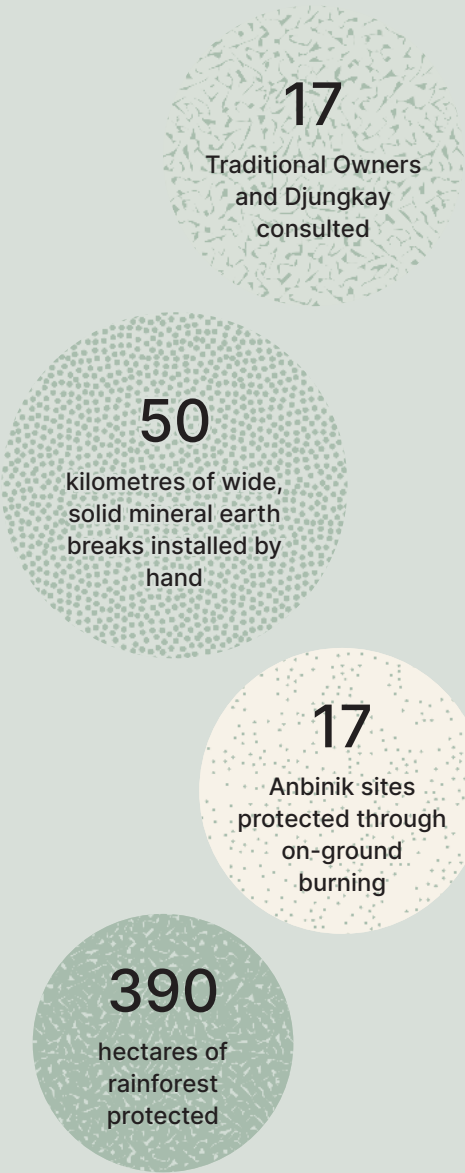 17
Traditional Owners
and Djungkay
consulted
50
kilometres of wide,
solid mineral earth
breaks installed by
hand
17
Anbinik sites
protected through
on-ground
burning
390
hectares of
rainforest
protected